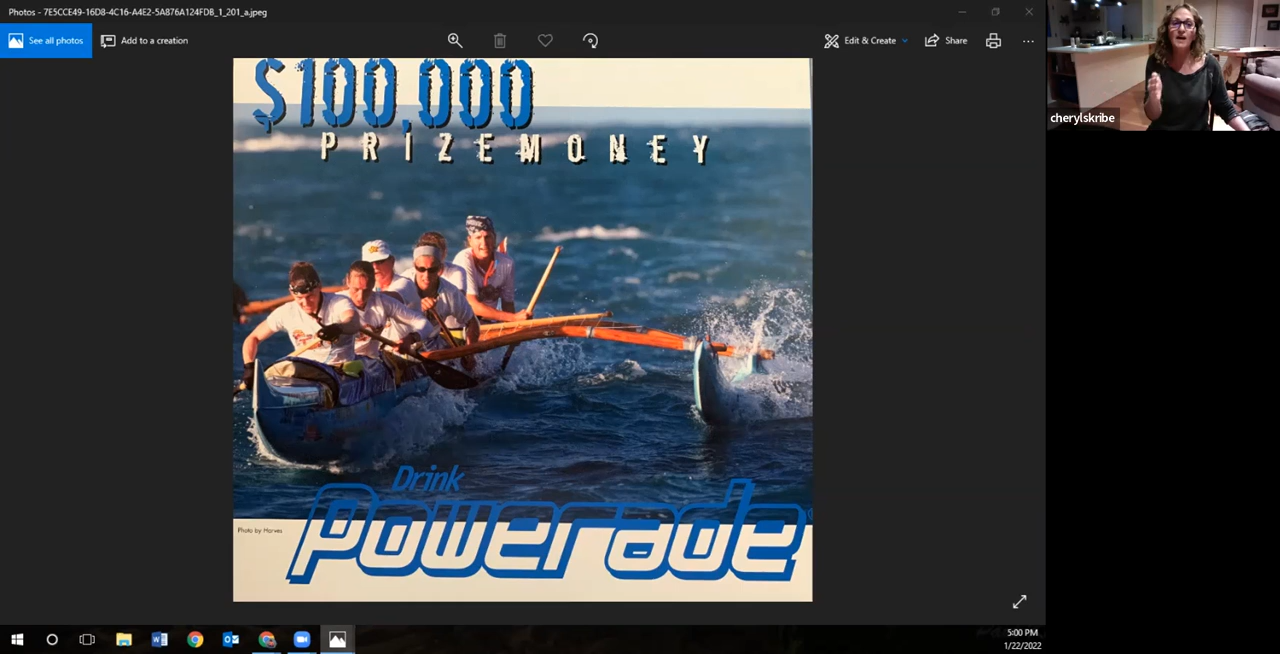 Photos - 7E5CCE49-16D8-4C16-A4E2-5A876A124FDB_1_201_a.jpeg
See all photos
Add to a creation
Edit & Create
Share
cherylskribe
$100,000
PRIZEMONEY
Drink
Powerade
Photo by Harvies
5:00 PM
1/22/2022